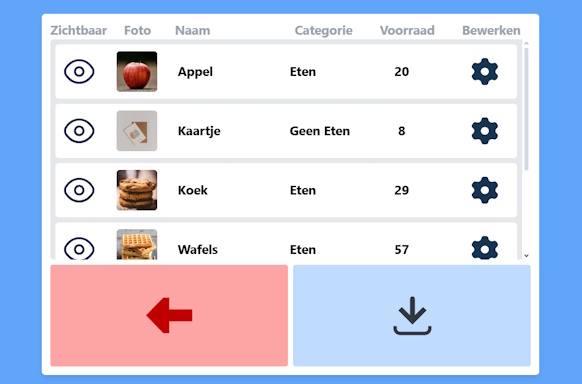 Zichtbaar Foto Naam Categorie Voorraad Bewerken
Appel Eten 20
Kaartje Geen Eten 8
Koek Eten 29
Wafels Eten 57